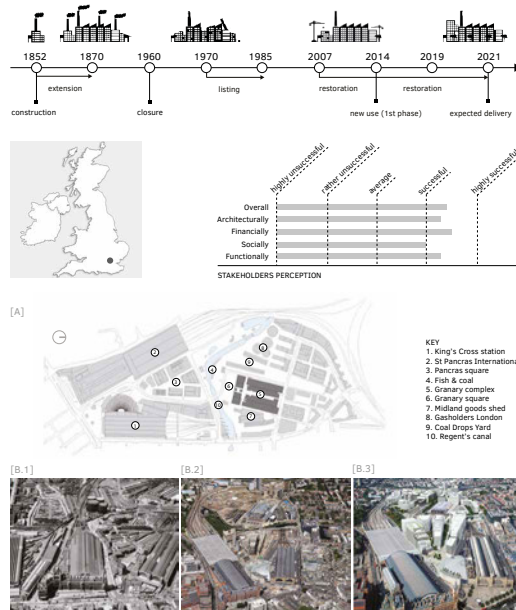 1852 1870 1960 1970 1985 2007 2014 2019 2021
extension listing restoration restoration
construction closure new use (1st phase) expected delivery
highly unsuccessful rather unsuccessful average successful highly successful
Overall
Architecturally
Financially
Socially
Functionally
STAKEHOLDERS PERCEPTION
[A]
1
2
3
4
5
6
7
8
9
10
KEY
1. King's Cross station
2. St Pancras Internationa
3. Pancras square
4. Fish & coal
5. Granary complex
6. Granary square
7. Midland goods shed
8. Gasholders London
9. Coal Drops Yard
10. Regent's canal
[B.1] [B.2] [B.3]